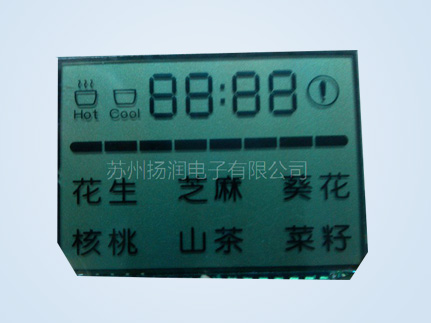 Hot Cool 88:88
苏州扬润电子有限公司
花生 芝麻 葵花
核桃 山茶 菜籽